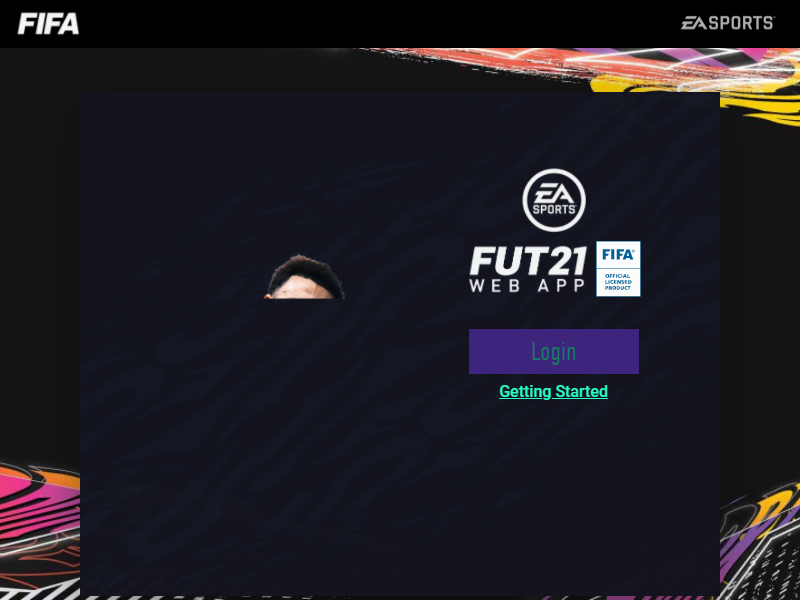 FIFA
EA SPORTS
EA
SPORTS
FUT21
WEB APP
FIFA
OFFICIAL
LICENSED
PRODUCT
Login
Getting Started